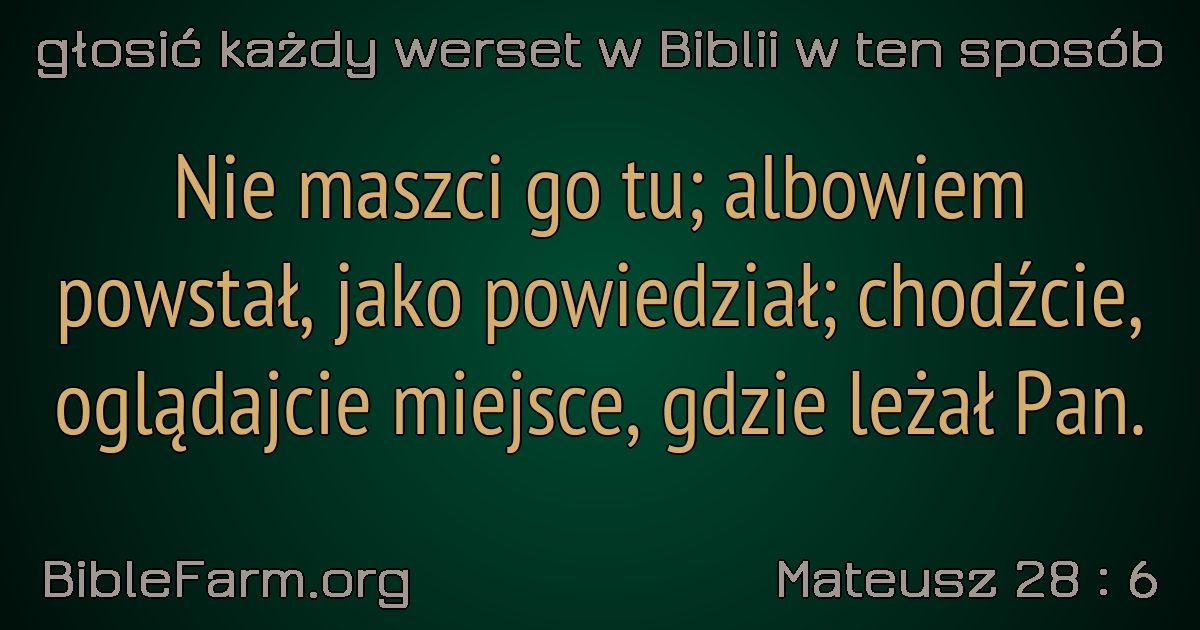 głosić każdy werset w Biblii w ten sposób
Nie maszci go tu; albowiem
powstał, jako powiedział; chodźcie,
oglądajcie miejsce, gdzie leżał Pan.
BibleFarm.org
Mateusz 28 : 6